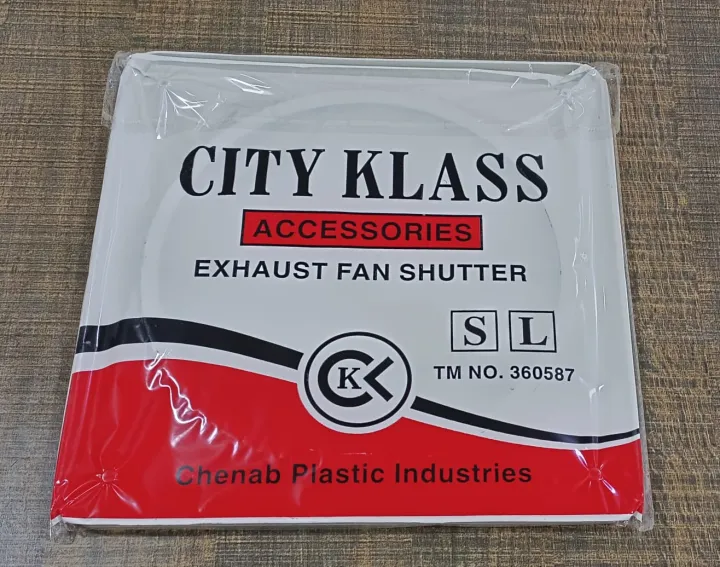 CITY KLASS
ACCESSORIES
EXHAUST FAN SHUTTER
S L
TM NO. 360587
CK
Chenab Plastic Industries